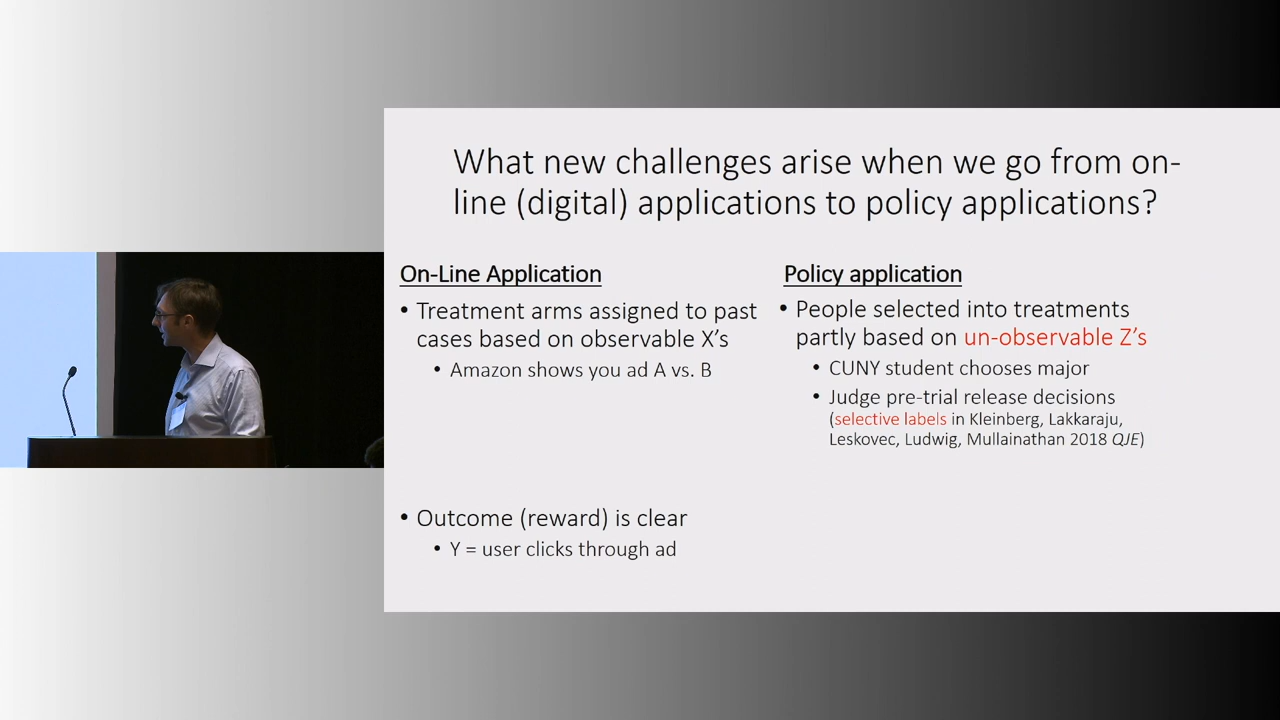 What new challenges arise when we go from on-
line (digital) applications to policy applications?
On-Line Application
• Treatment arms assigned to past
cases based on observable X's
• Amazon shows you ad A vs. B
• Outcome (reward) is clear
• Y = user clicks through ad
Policy application
• People selected into treatments
partly based on un-observable Z's
• CUNY student chooses major
• Judge pre-trial release decisions
(selective labels in Kleinberg, Lakkaraju,
Leskovec, Ludwig, Mullainathan 2018 QJE)